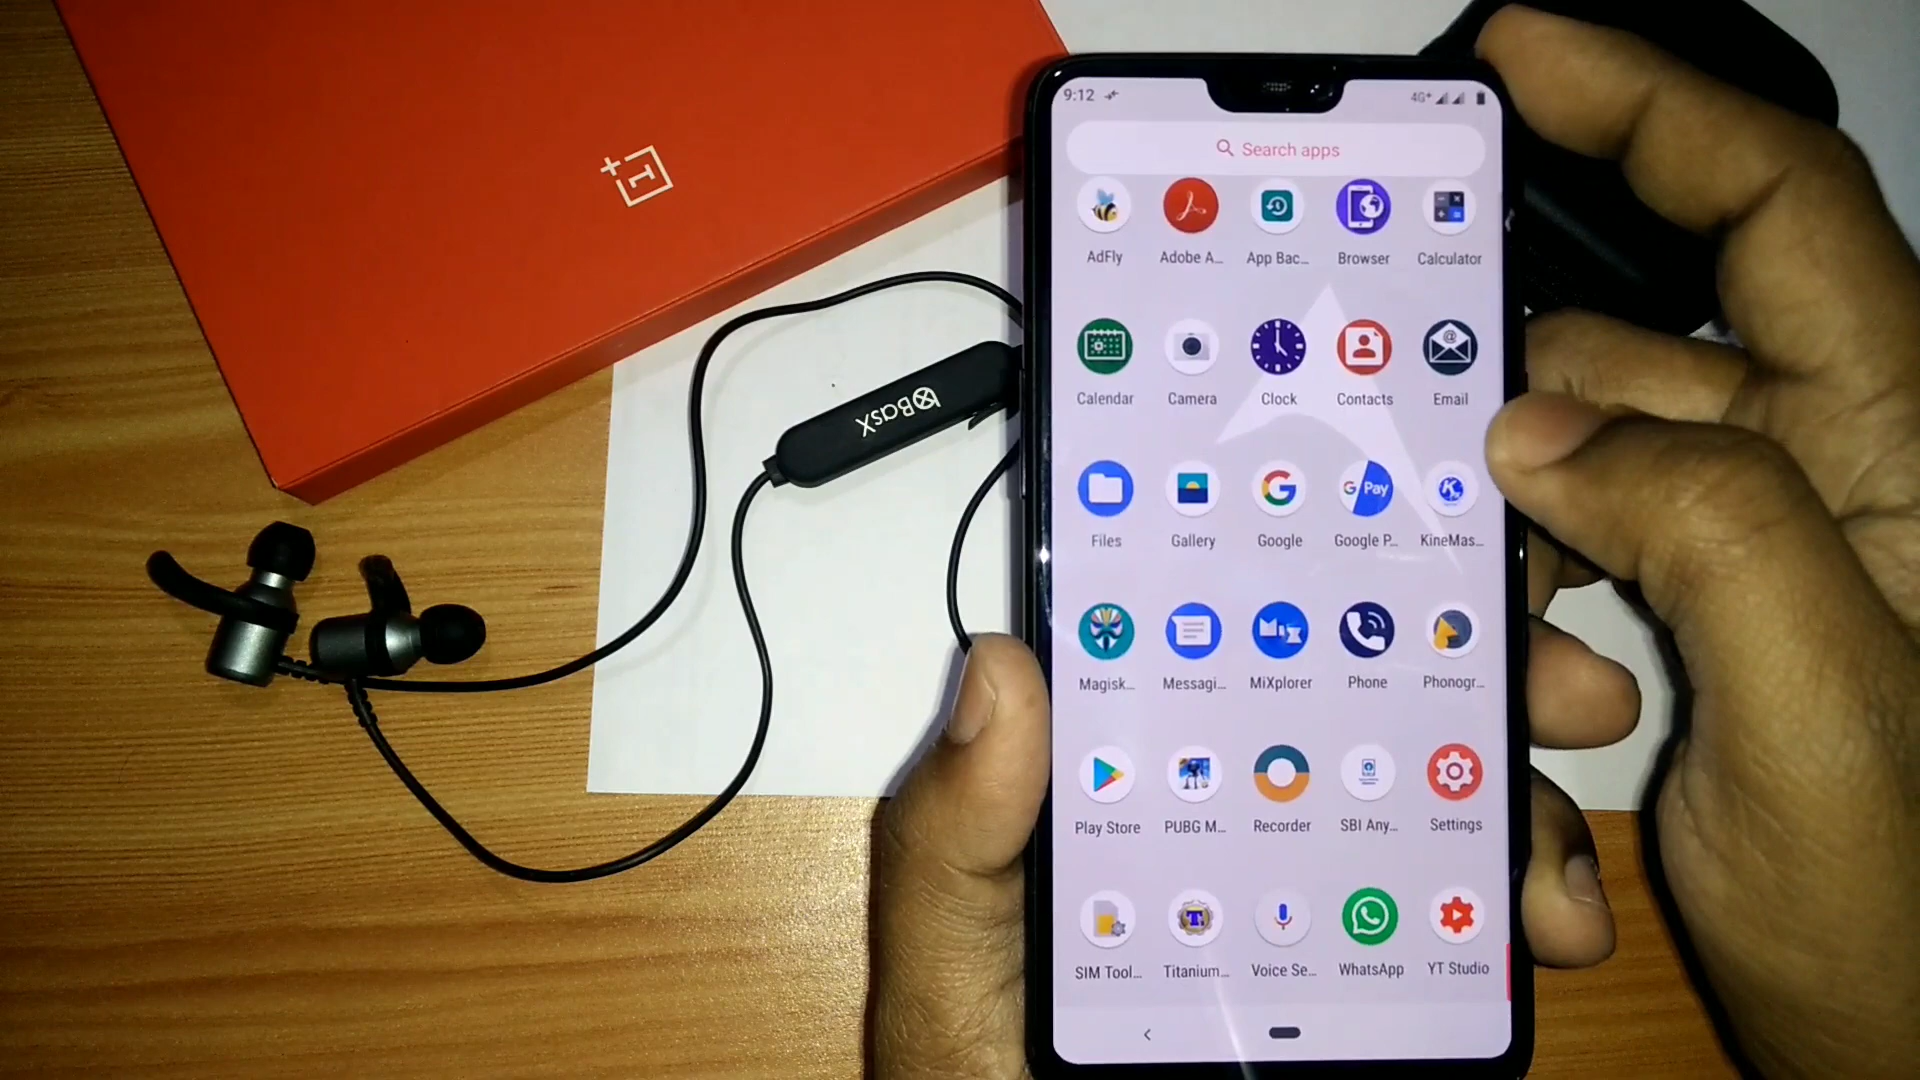 BasX
9:12
4G+
Search apps
AdFly
Adobe A...
App Bac...
Browser
Calculator
Calendar
Camera
Clock
Contacts
Email
Files
Gallery
Google
G Pay
Google P...
KineMas...
Magisk...
Messagi...
MiXplorer
Phone
Phonogr...
Play Store
PUBG M...
Recorder
SBI Any...
Settings
SIM Tool...
Titanium...
Voice Se...
WhatsApp
YT Studio